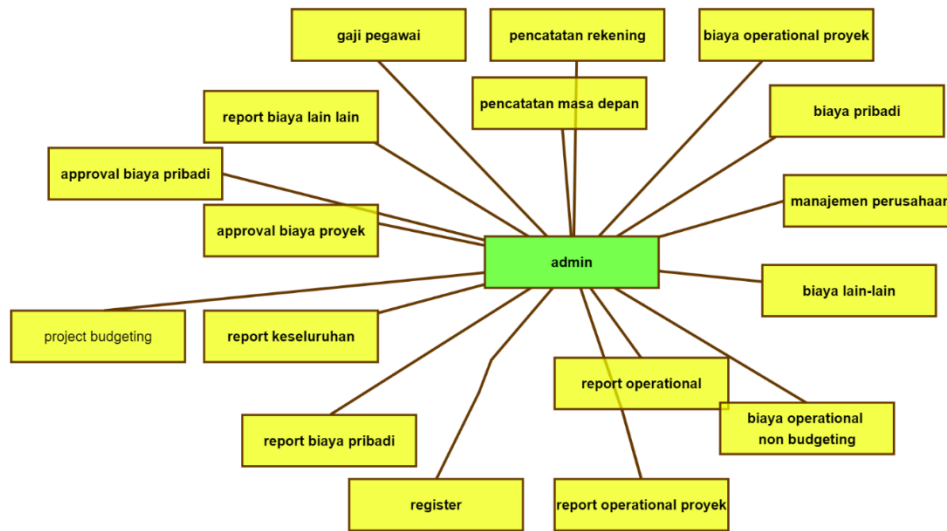 gaji pegawai
pencatatan rekening
biaya operational proyek
pencatatan masa depan
report biaya lain lain
biaya pribadi
approval biaya pribadi
manajemen perusahaan
approval biaya proyek
admin
biaya lain-lain
project budgeting
report keseluruhan
report operational
biaya operational
non budgeting
report biaya pribadi
register
report operational proyek